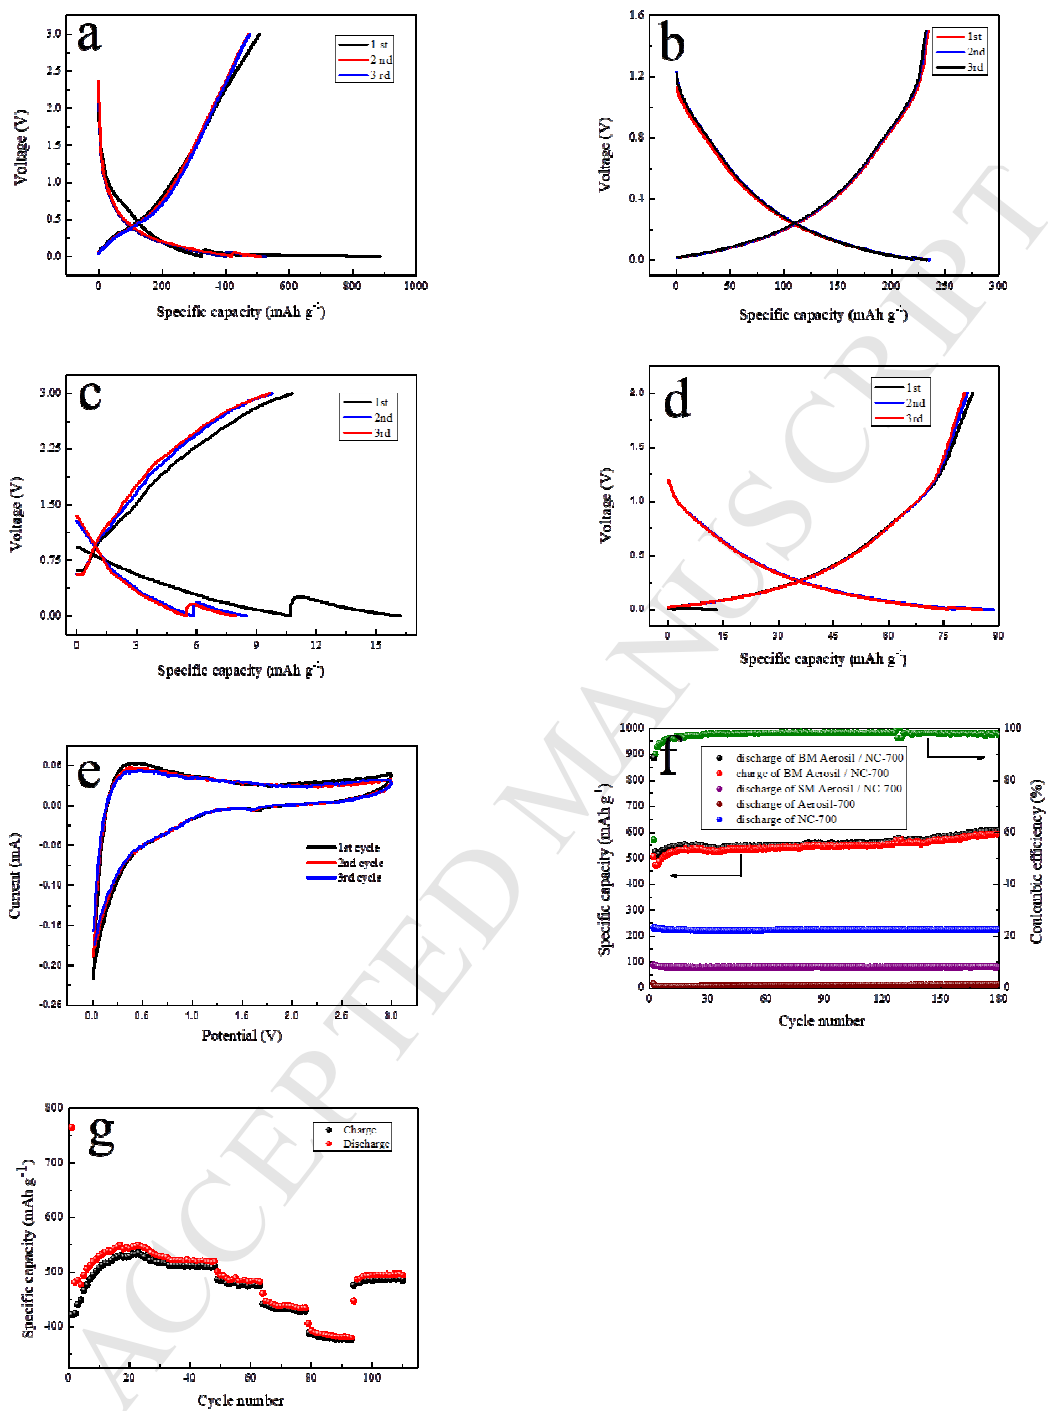 a
1 st
2 nd
3 rd
Voltage (V)
3.0
2.5
2.0
1.5
1.0
0.5
0.0
0 200 400 600 800 1000
Specific capacity (mAh g-1)
b
1st
2nd
3rd
Voltage (V)
1.6
1.2
0.8
0.4
0.0
0 50 100 150 200 250 300
Specific capacity (mAh g-1)
c
1st
2nd
3rd
Voltage (V)
3.00
2.25
1.50
0.75
0.00
0 3 6 9 12 15
Specific capacity (mAh g-1)
d
1st
2nd
3rd
Voltage (V)
2.0
1.5
1.0
0.5
0.0
0 15 30 45 60 75 90
Specific capacity (mAh g-1)
e
1st cycle
2nd cycle
3rd cycle
Current (mA)
0.05
0.00
-0.05
-0.10
-0.15
-0.20
-0.25
0.0 0.5 1.0 1.5 2.0 2.5 3.0
Potential (V)
f
discharge of BM Aerosil / NC-700
charge of BM Aerosil / NC-700
discharge of SM Aerosil / NC-700
discharge of Aerosil-700
discharge of NC-700
Specific capacity (mAh g-1)
1000
900
800
700
600
500
400
300
200
100
0
Coulombic efficiency (%)
100
80
60
40
20
0
0 30 60 90 120 150 180
Cycle number
g
Charge
Discharge
Specific capacity (mAh g-1)
800
700
600
500
400
0 20 40 60 80 100
Cycle number
ACCEPTED MANUSCRIPT